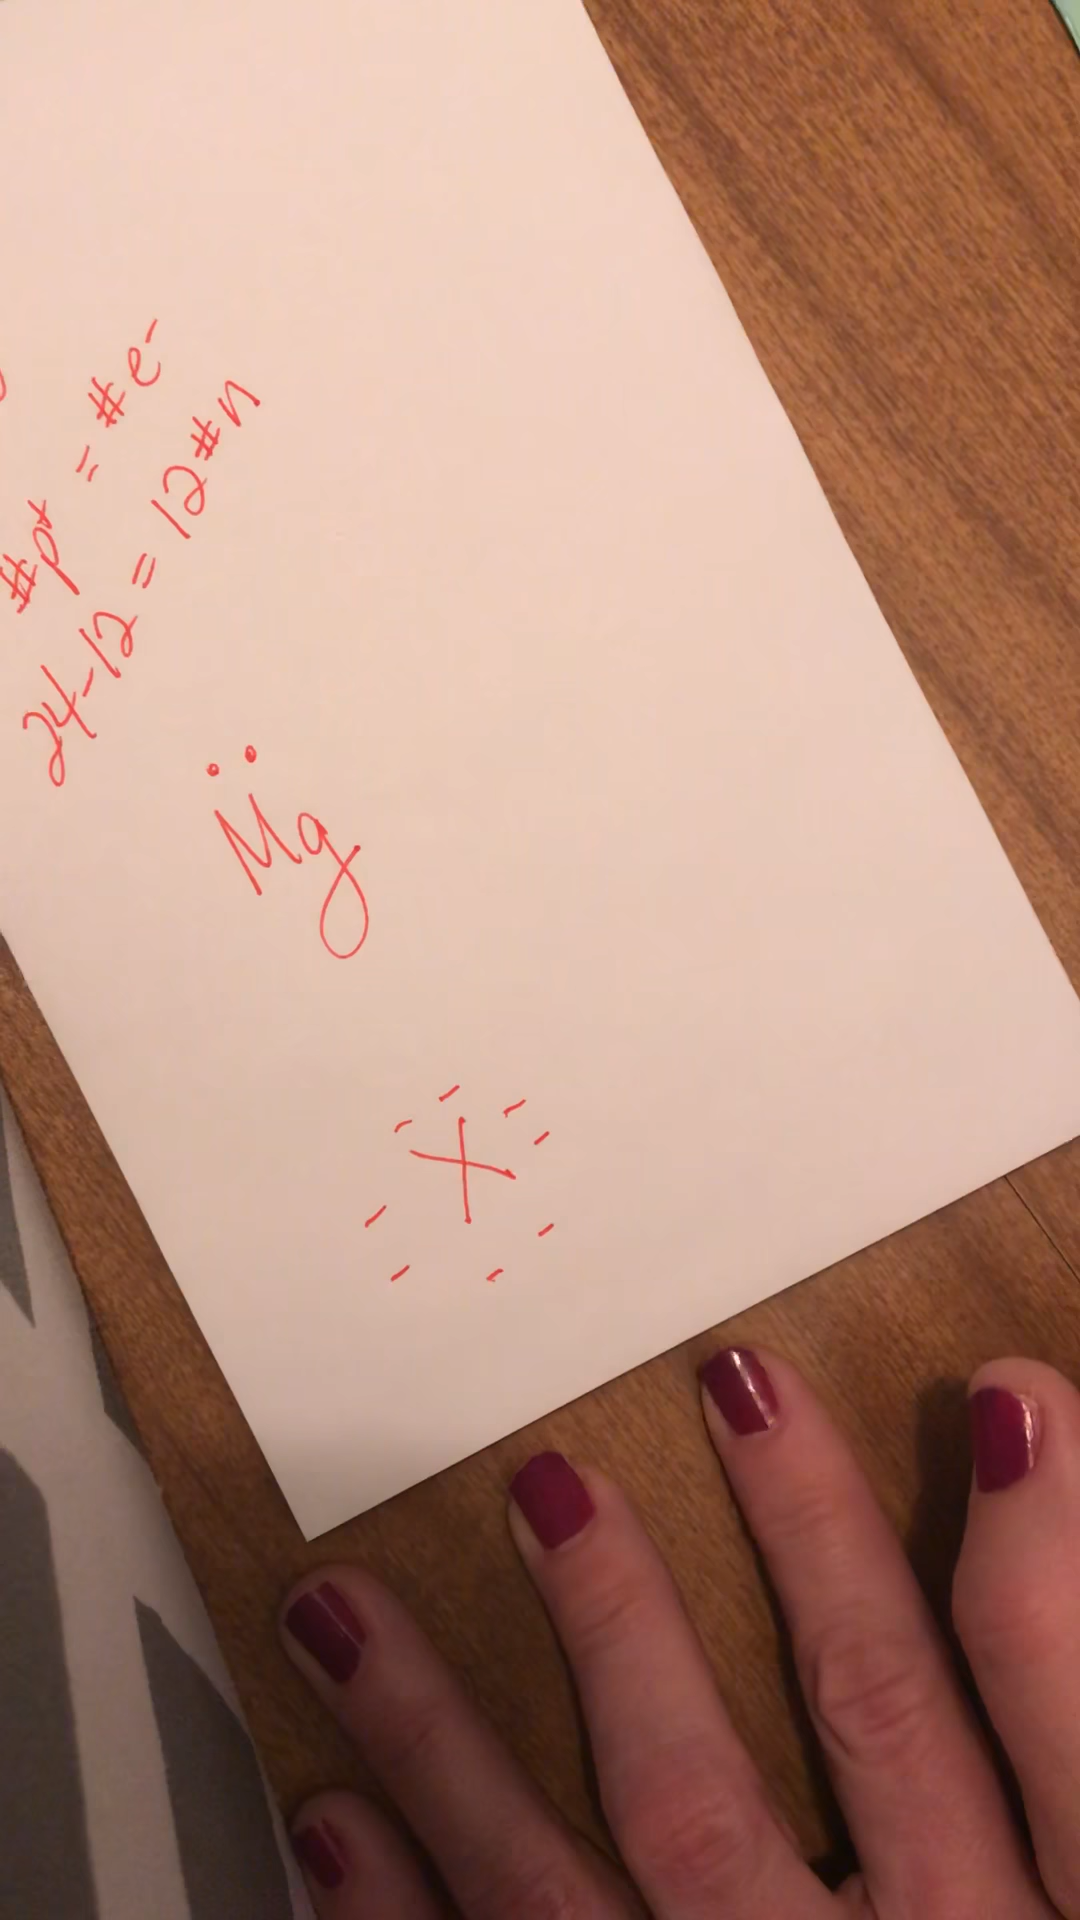 #p+ = #e-
24-12 = 12 #n
Mg
X